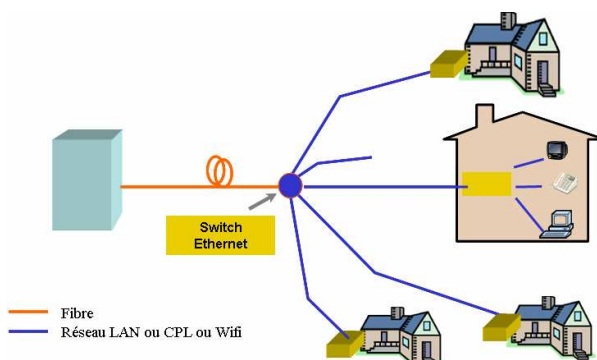 Switch
Ethernet
Fibre
Réseau LAN ou CPL ou Wifi